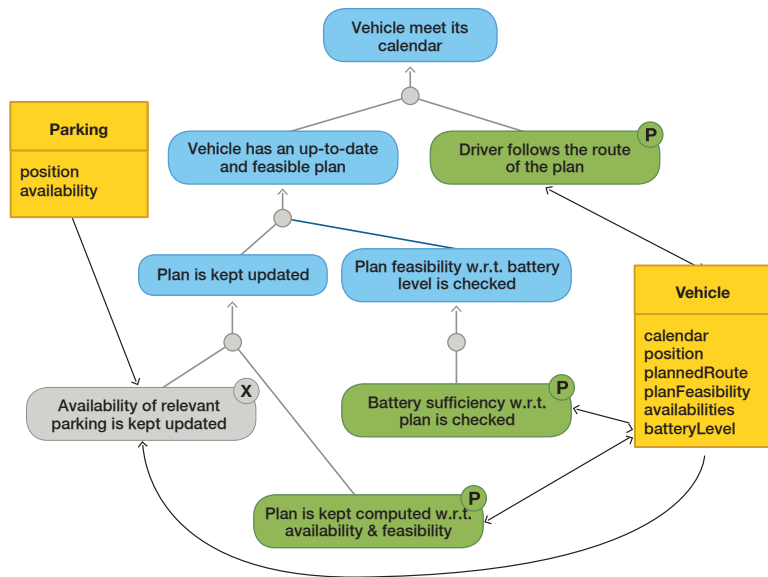 Vehicle meet its
calendar
Parking
position
availability
Vehicle has an up-to-date
and feasible plan
P
Driver follows the route
of the plan
Plan is kept updated
Plan feasibility w.r.t. battery
level is checked
Vehicle
calendar
position
plannedRoute
planFeasibility
availabilities
batteryLevel
X
Availability of relevant
parking is kept updated
P
Battery sufficiency w.r.t.
plan is checked
P
Plan is kept computed w.r.t.
availability & feasibility